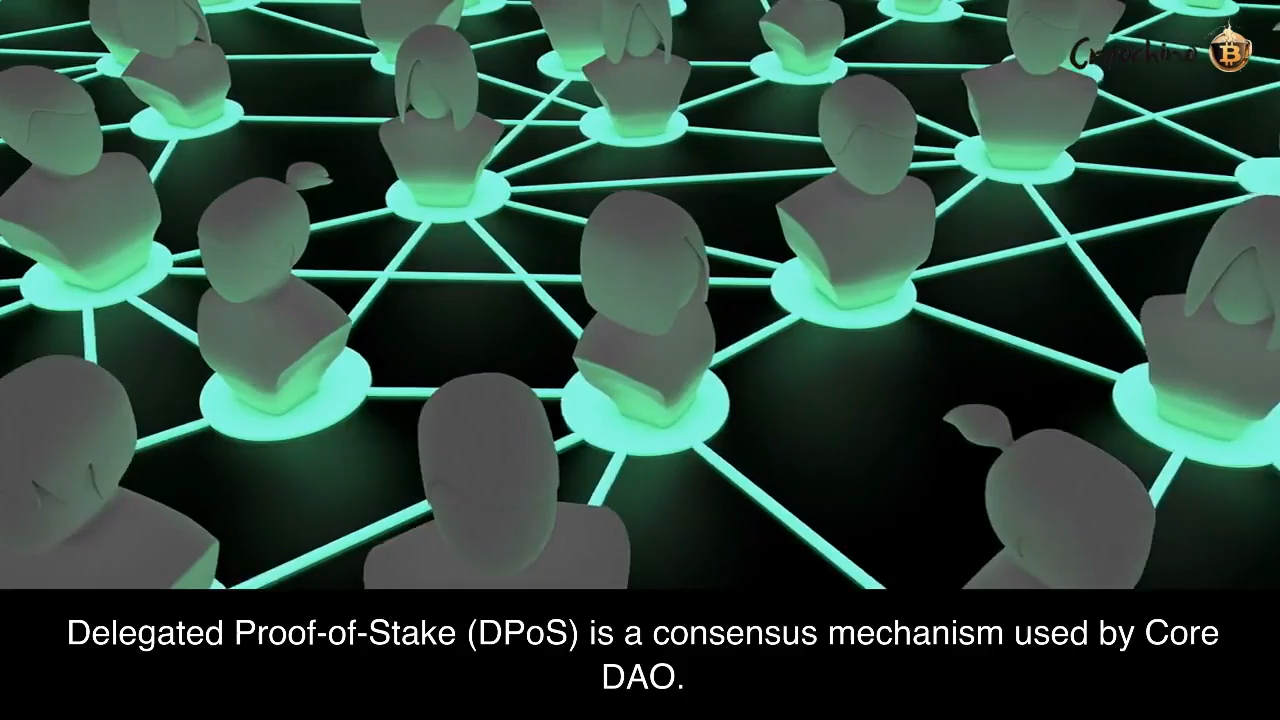 Delegated Proof-of-Stake (DPoS) is a consensus mechanism used by Core
DAO.